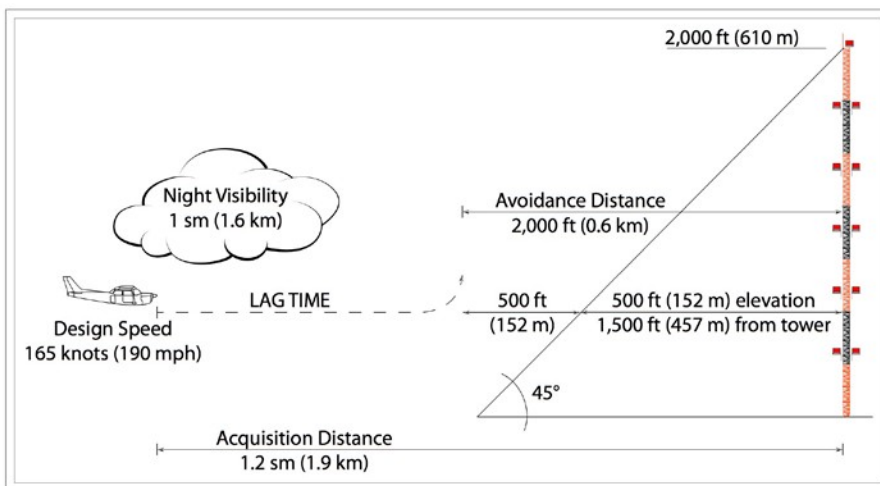 2,000 ft (610 m)
Night Visibility
1 sm (1.6 km)
Avoidance Distance
2,000 ft (0.6 km)
LAG TIME
500 ft
(152 m)
500 ft (152 m) elevation
1,500 ft (457 m) from tower
Design Speed
165 knots (190 mph)
45°
Acquisition Distance
1.2 sm (1.9 km)